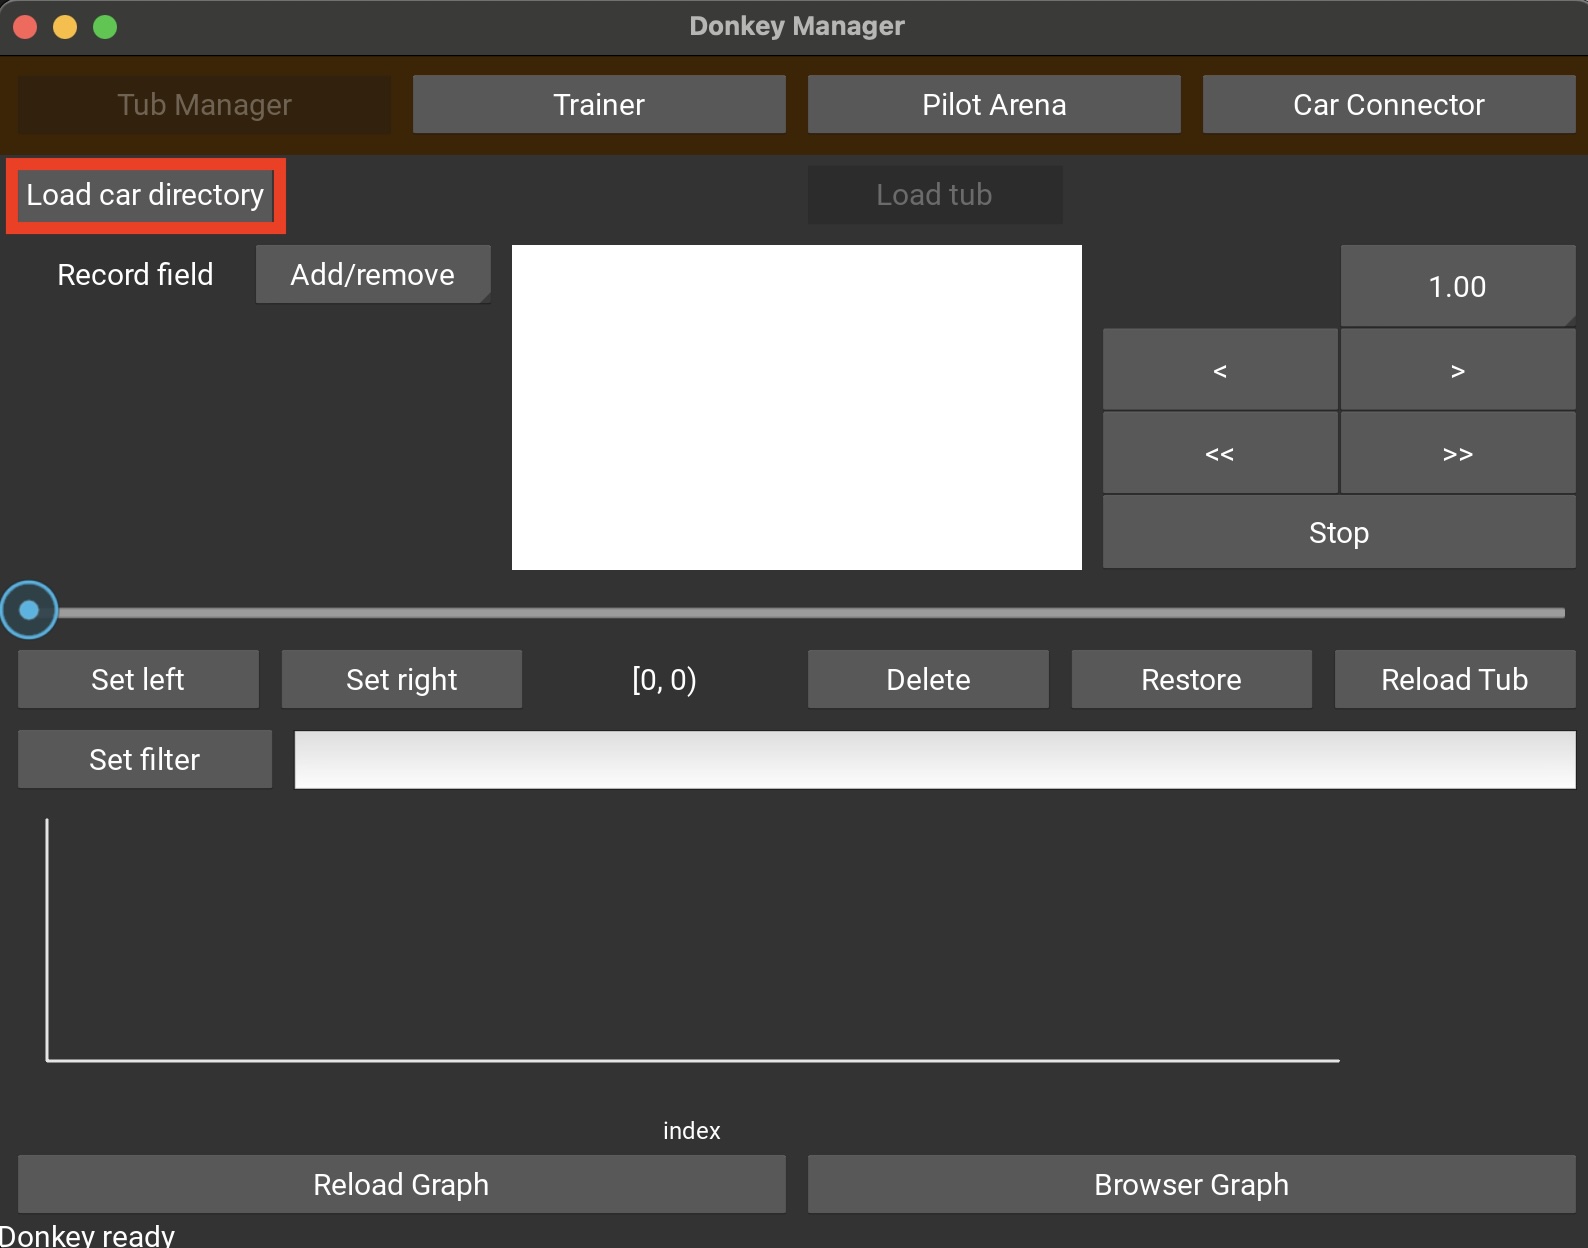 Donkey Manager
Tub Manager Trainer Pilot Arena Car Connector
Load car directory Load tub
Record field Add/remove 1.00
< >
<< >>
Stop
Set left Set right [0, 0) Delete Restore Reload Tub
Set filter
index
Reload Graph Browser Graph
Donkey ready